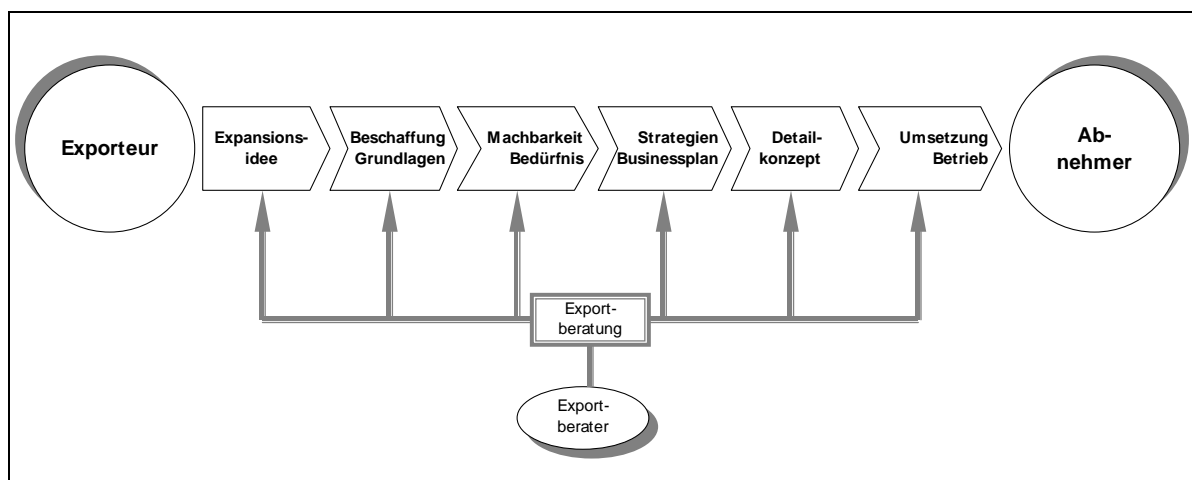 Exporteur
Expansions-
idee
Beschaffung
Grundlagen
Machbarkeit
Bedürfnis
Strategien
Businessplan
Detail-
konzept
Umsetzung
Betrieb
Ab-
nehmer
Export-
beratung
Export-
berater